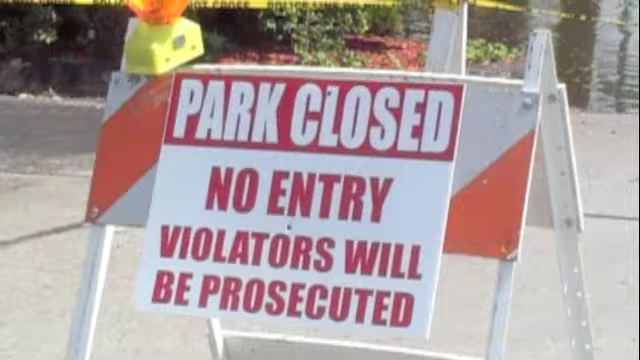 PARK CLOSED
NO ENTRY
VIOLATORS WILL
BE PROSECUTED